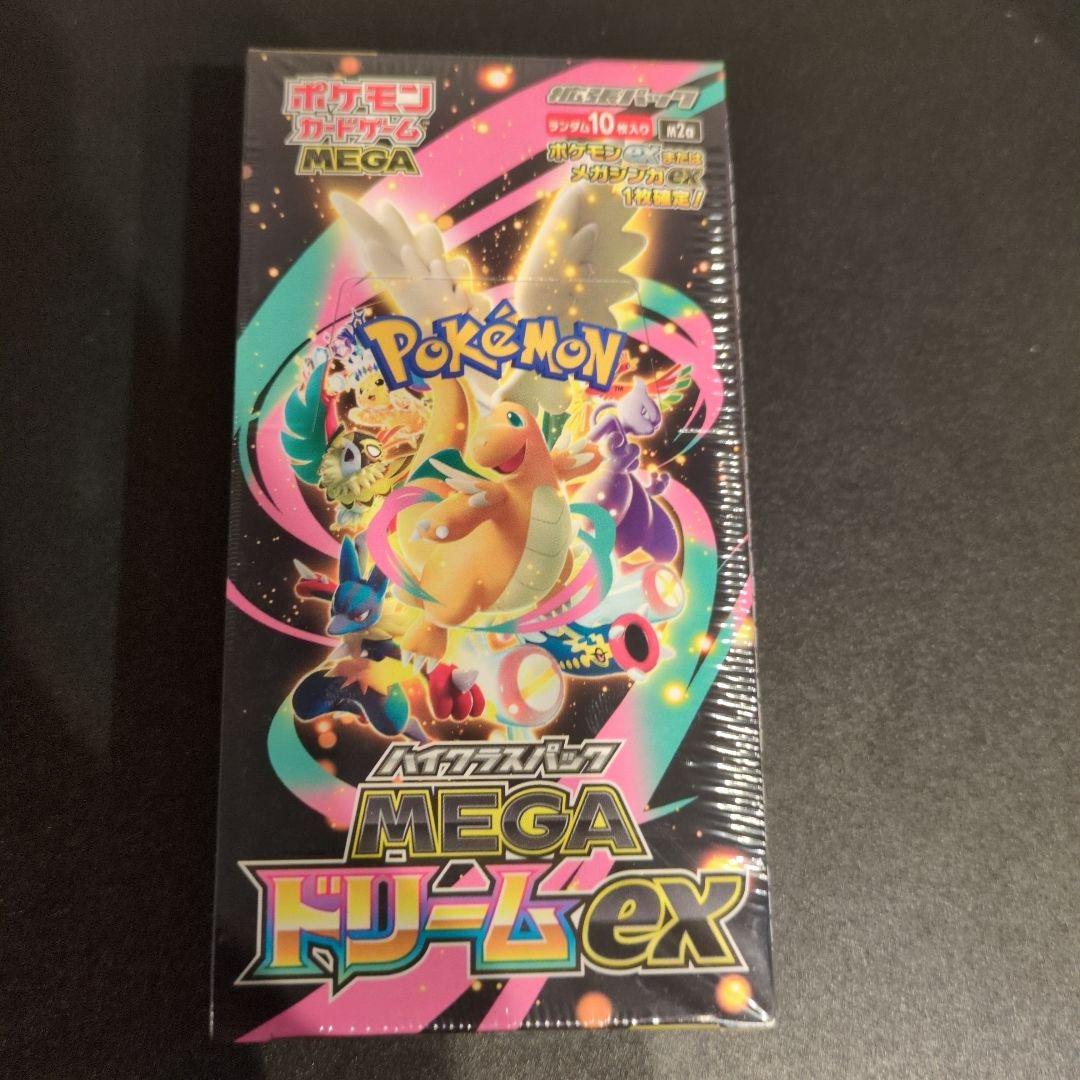 ポケモン
カードゲーム
MEGA
拡張パック
ランダム10枚入り M2a
ポケモンexまたは
メガシンカex
1枚確定!
POKéMON
TM
ハイクラスパック
MEGA
ドリームex